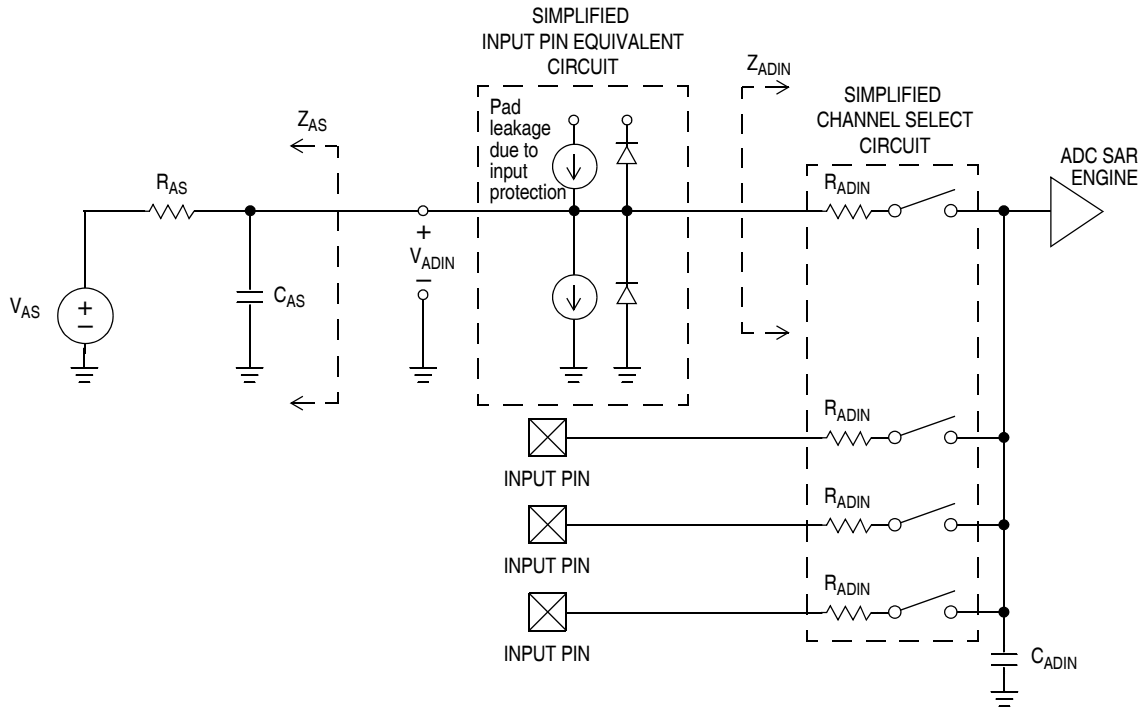 SIMPLIFIED
INPUT PIN EQUIVALENT
CIRCUIT
Pad
leakage
due to
input
protection
Z_ADIN
SIMPLIFIED
CHANNEL SELECT
CIRCUIT
ADC SAR
ENGINE
Z_AS
R_AS
R_ADIN
+
V_ADIN
–
V_AS
+
–
C_AS
R_ADIN
INPUT PIN
R_ADIN
INPUT PIN
R_ADIN
INPUT PIN
C_ADIN